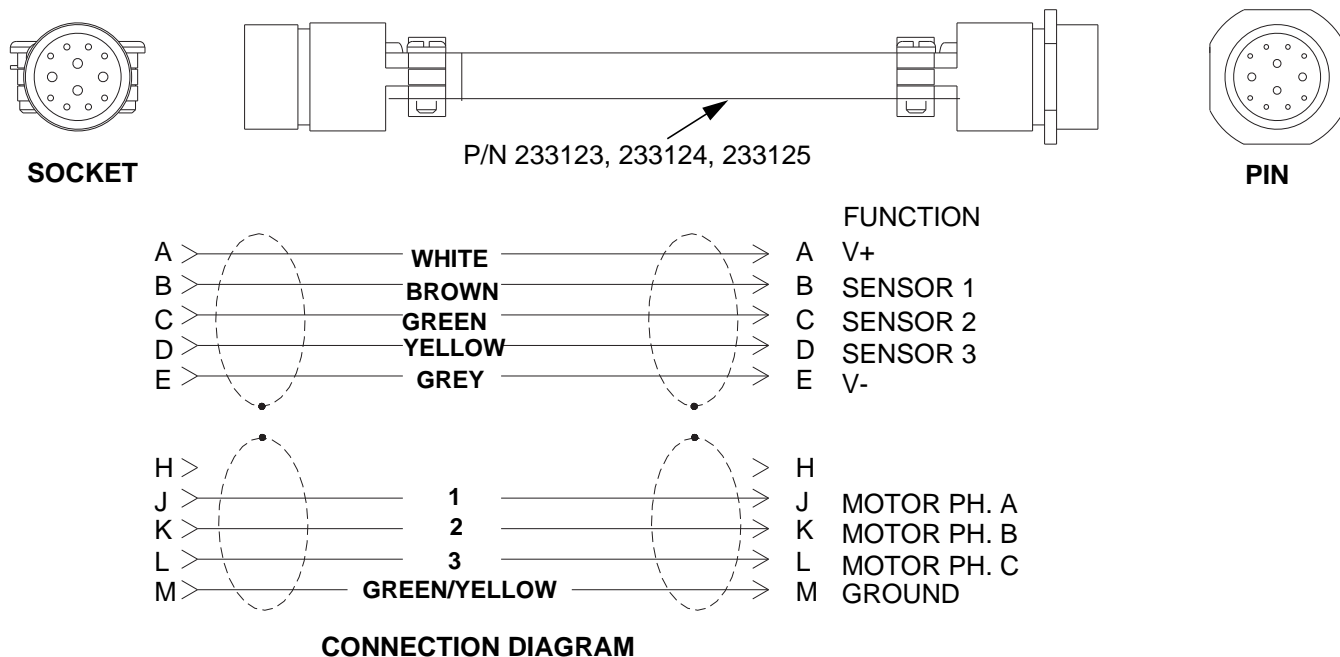 P/N 233123, 233124, 233125
SOCKET
PIN
FUNCTION
A WHITE A V+
B BROWN B SENSOR 1
C GREEN C SENSOR 2
D YELLOW D SENSOR 3
E GREY E V-
H H
J 1 J MOTOR PH. A
K 2 K MOTOR PH. B
L 3 L MOTOR PH. C
M GREEN/YELLOW M GROUND
CONNECTION DIAGRAM